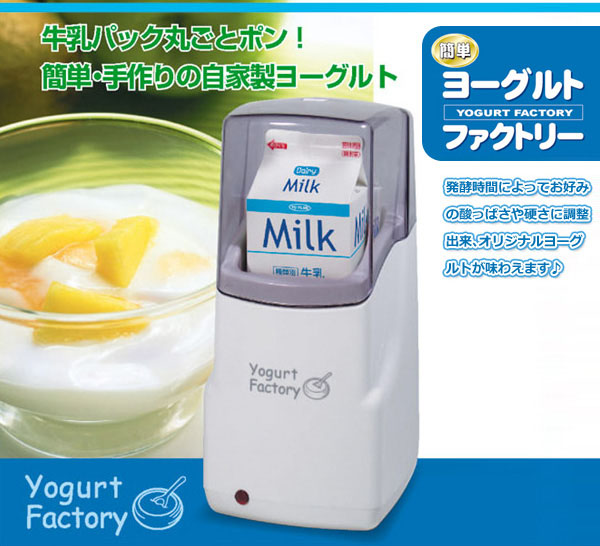 牛乳パック丸ごとポン！
簡単・手作りの自家製ヨーグルト
簡単
ヨーグルト
YOGURT FACTORY
ファクトリー
発酵時間によってお好み
の酸っぱさや硬さに調整
出来、オリジナルヨーグ
ルトが味わえます♪
Dairy
Milk
Milk
牛乳
Yogurt
Factory
Yogurt
Factory